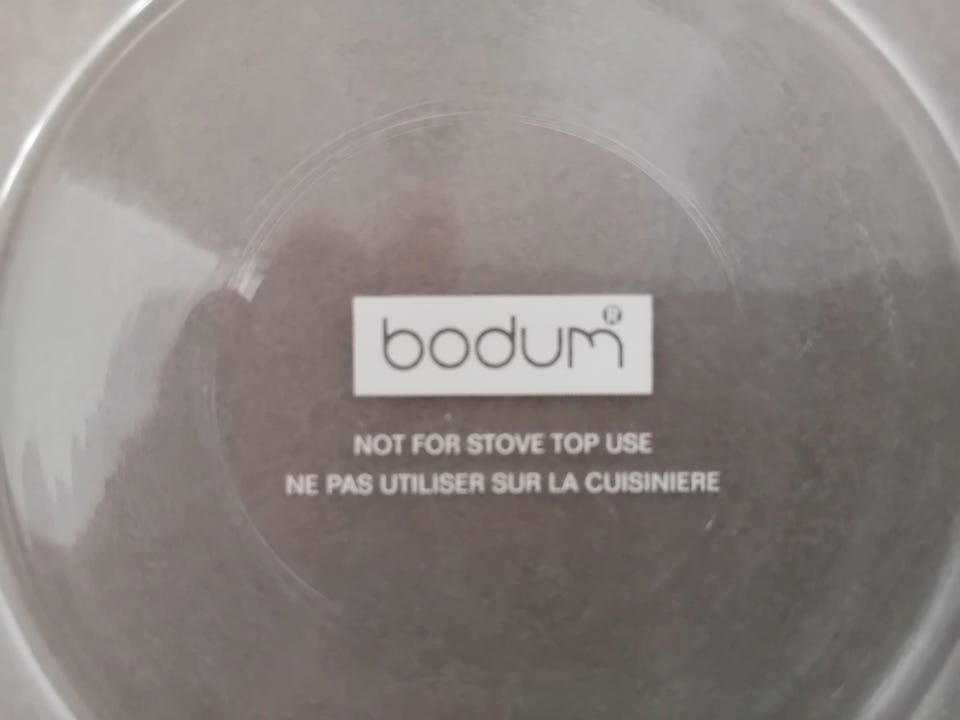 bodum®
NOT FOR STOVE TOP USE
NE PAS UTILISER SUR LA CUISINIERE